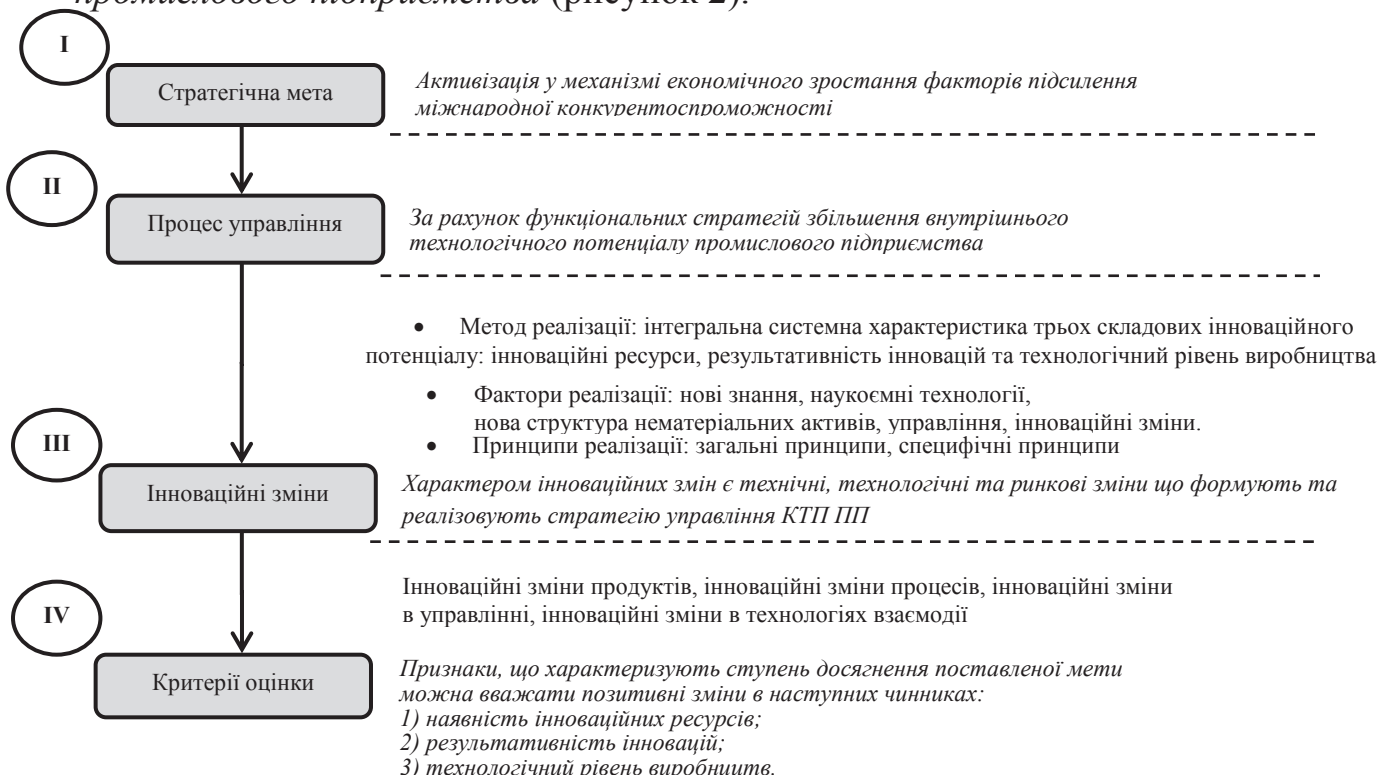 промислового підприємства (рисунок 2).
I
Стратегічна мета
Активізація у механізмі економічного зростання факторів підсилення
міжнародної конкурентоспроможності
II
Процес управління
За рахунок функціональних стратегій збільшення внутрішнього
технологічного потенціалу промислового підприємства
• Метод реалізації: інтегральна системна характеристика трьох складових інноваційного
потенціалу: інноваційні ресурси, результативність інновацій та технологічний рівень виробництва
• Фактори реалізації: нові знання, наукоємні технології,
нова структура нематеріальних активів, управління, інноваційні зміни.
• Принципи реалізації: загальні принципи, специфічні принципи
III
Інноваційні зміни
Характером інноваційних змін є технічні, технологічні та ринкові зміни що формують та
реалізовують стратегію управління КТП ПП
Інноваційні зміни продуктів, інноваційні зміни процесів, інноваційні зміни
в управлінні, інноваційні зміни в технологіях взаємодії
IV
Критерії оцінки
Признаки, що характеризують ступень досягнення поставленої мети
можна вважати позитивні зміни в наступних чинниках:
1) наявність інноваційних ресурсів;
2) результативність інновацій;
3) технологічний рівень виробництв.